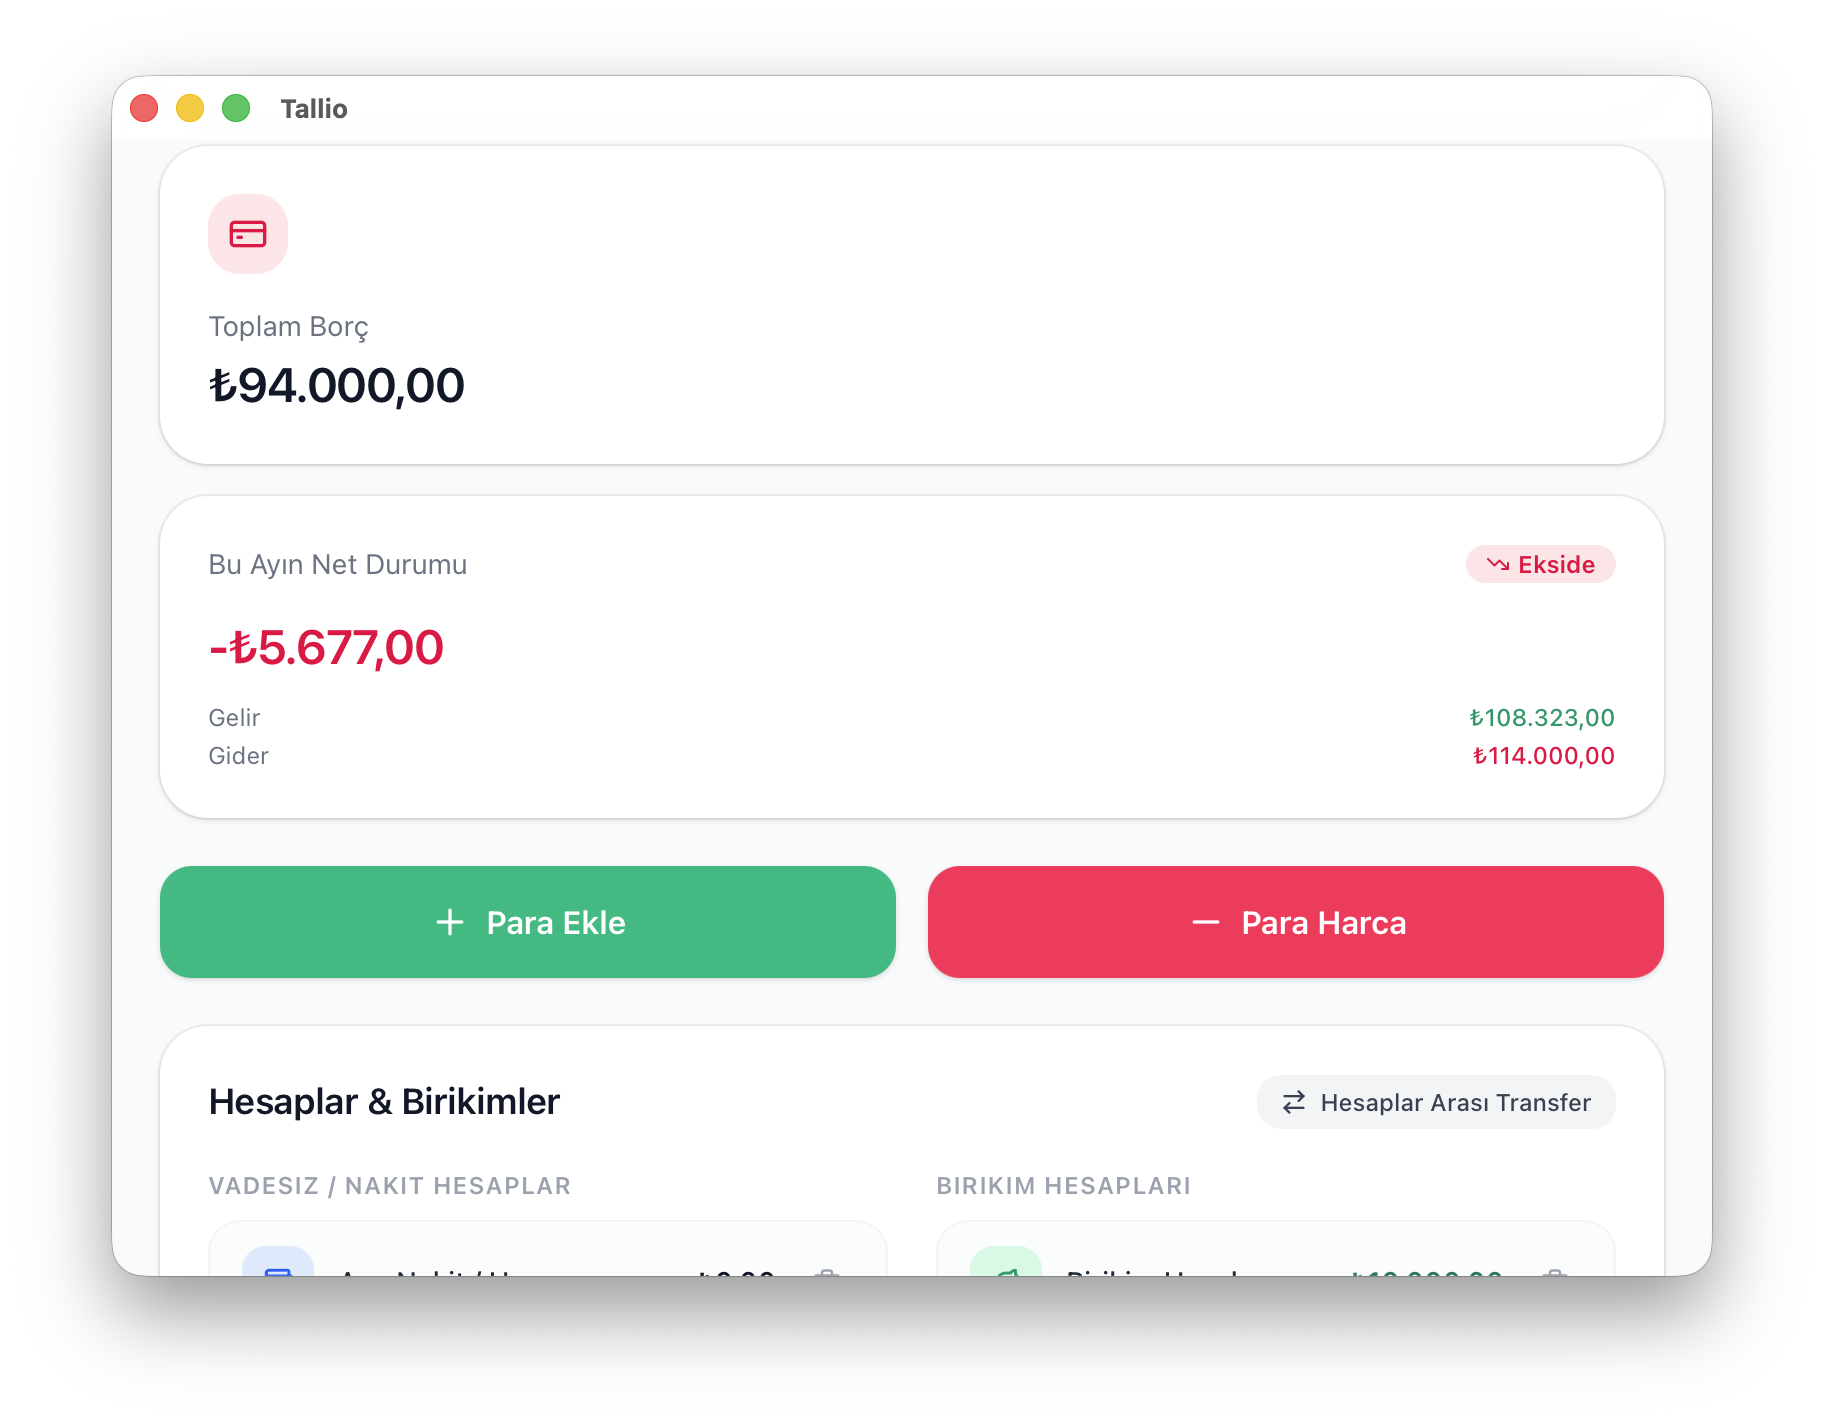 Tallio
Toplam Borç
₺94.000,00
Bu Ayın Net Durumu
Ekside
-₺5.677,00
Gelir
₺108.323,00
Gider
₺114.000,00
Para Ekle
Para Harca
Hesaplar & Birikimler
Hesaplar Arası Transfer
VADESIZ / NAKIT HESAPLAR
BIRIKIM HESAPLARI